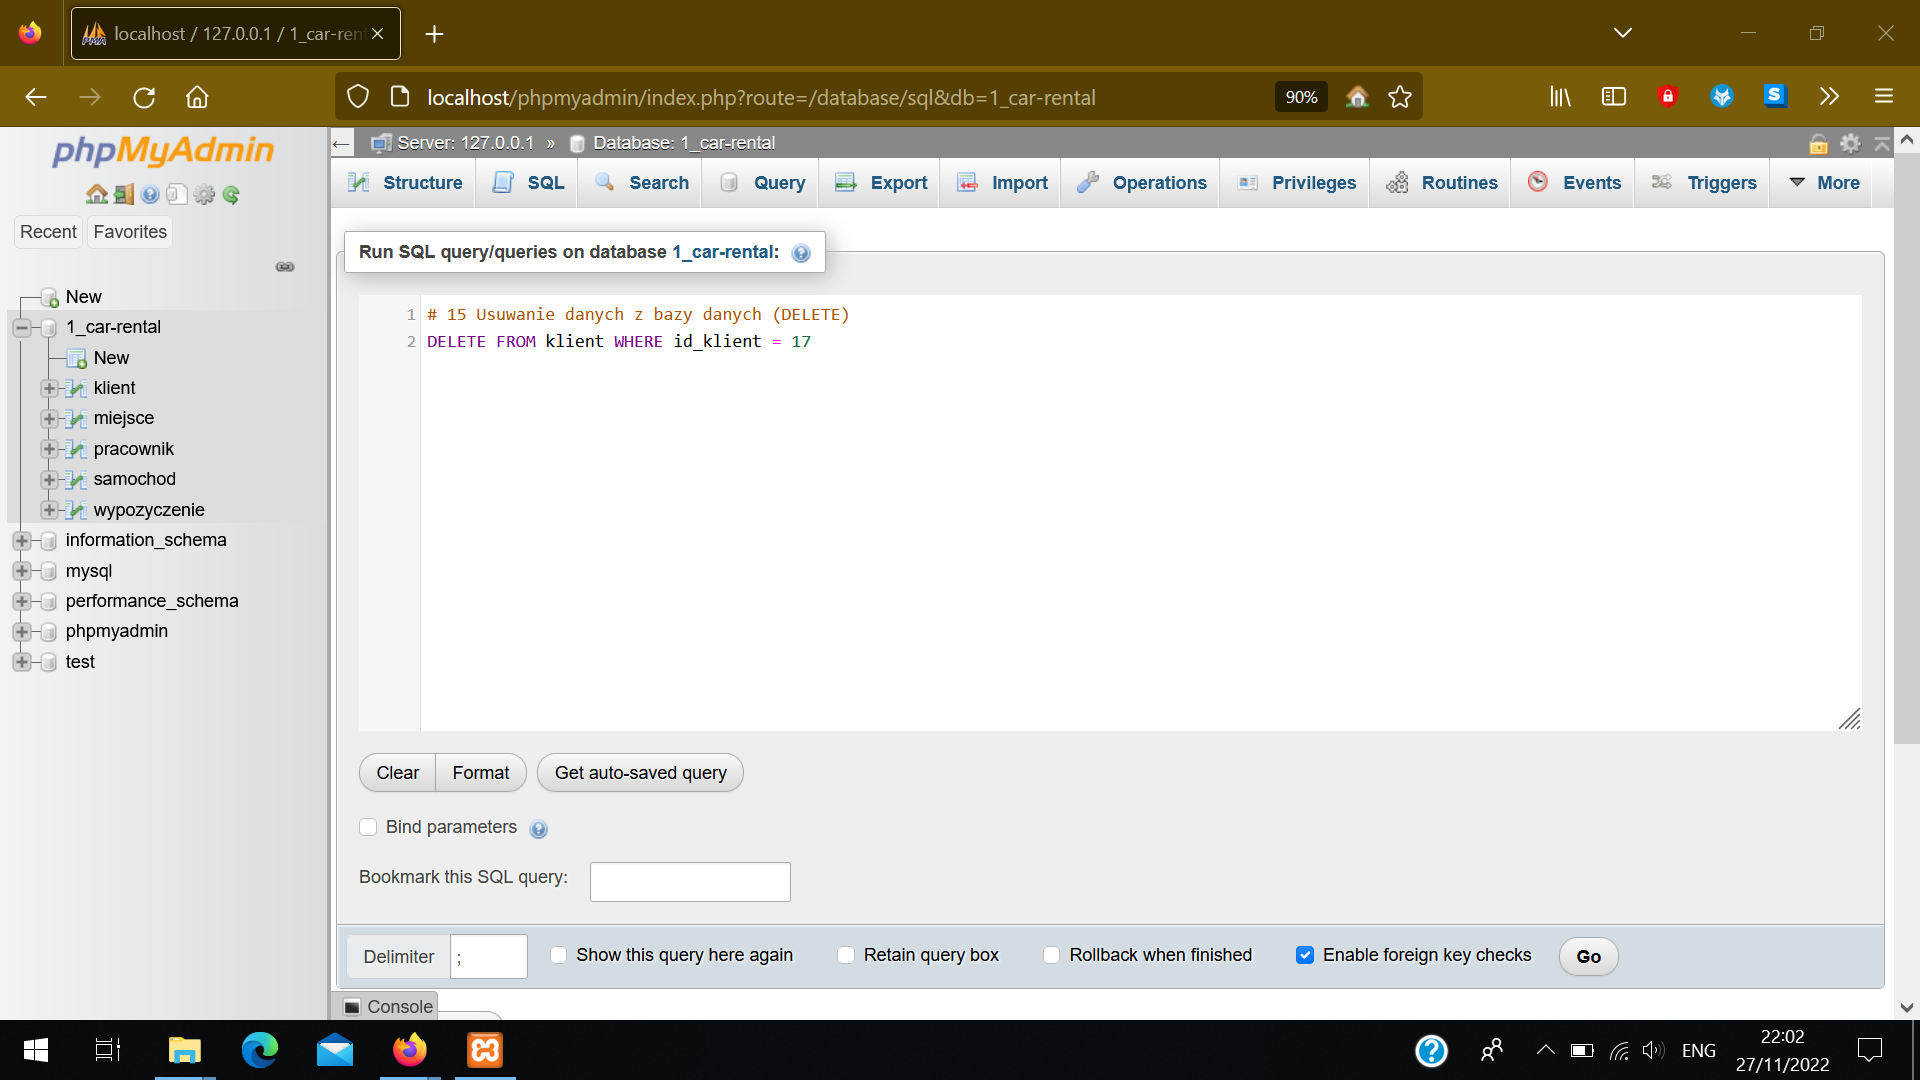 localhost / 127.0.0.1 / 1_car-ren
localhost/phpmyadmin/index.php?route=/database/sql&db=1_car-rental
90%
S
phpMyAdmin
Recent
Favorites
New
1_car-rental
New
klient
miejsce
pracownik
samochod
wypozyczenie
information_schema
mysql
performance_schema
phpmyadmin
test
Server: 127.0.0.1 » Database: 1_car-rental
Structure
SQL
Search
Query
Export
Import
Operations
Privileges
Routines
Events
Triggers
More
Run SQL query/queries on database 1_car-rental:
1 # 15 Usuwanie danych z bazy danych (DELETE)
2 DELETE FROM klient WHERE id_klient = 17
Clear
Format
Get auto-saved query
Bind parameters
Bookmark this SQL query:
Delimiter
;
Show this query here again
Retain query box
Rollback when finished
Enable foreign key checks
Go
Console
ENG
22:02
27/11/2022